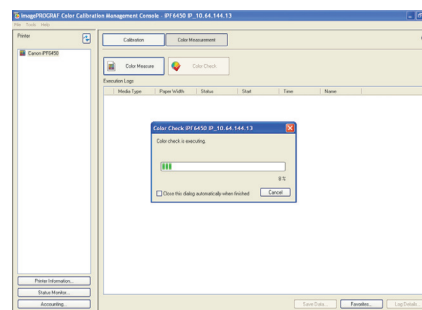 imagePROGRAF Color Calibration Management Console - iPF6450 IP_10.64.144.13
File Tools Help
Printer
Calibration
Color Measurement
Canon iPF6450
Color Measure
Color Check
Execution Logs
Media Type Paper Width Status Start Time Name
Color Check iPF6450 IP_10.64.144.13
Color check is executing.
0 %
Close this dialog automatically when finished
Cancel
Printer Information...
Status Monitor...
Accounting...
Save Data...
Favorites...
Log Details...